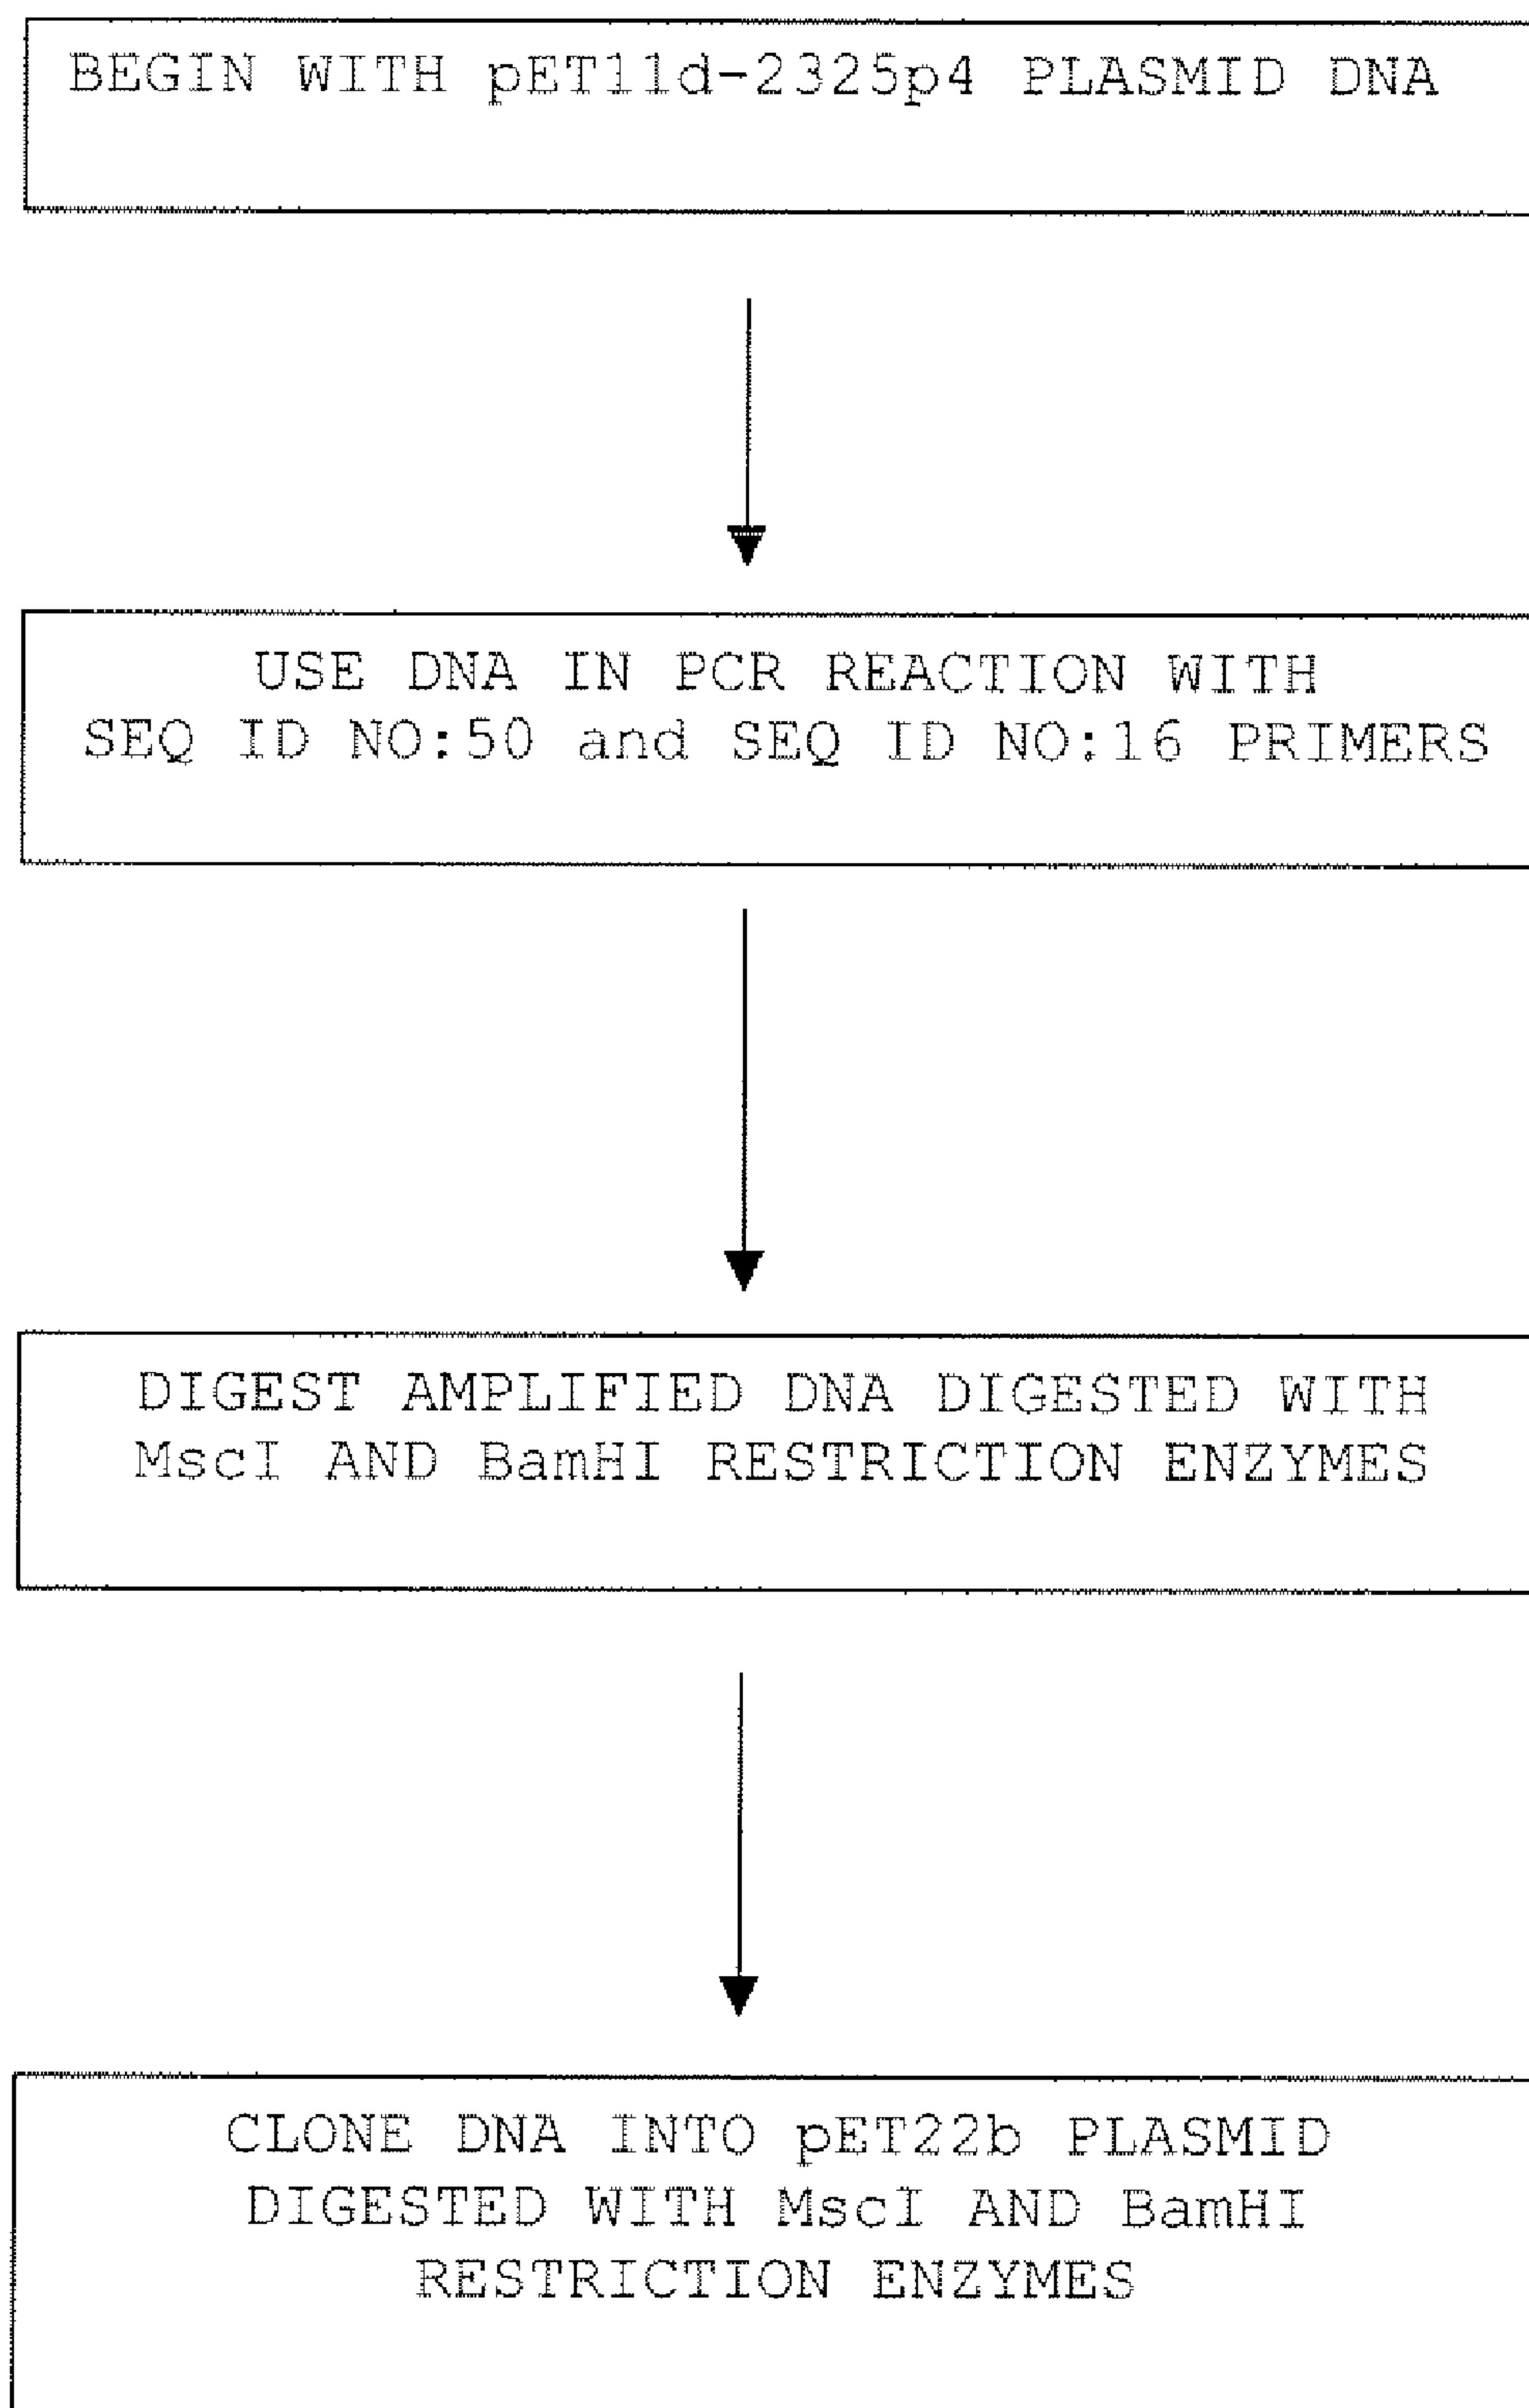 BEGIN WITH pET11d-2325p4 PLASMID DNA
USE DNA IN PCR REACTION WITH
SEQ ID NO:50 and SEQ ID NO:16 PRIMERS
DIGEST AMPLIFIED DNA DIGESTED WITH
MscI AND BamHI RESTRICTION ENZYMES
CLONE DNA INTO pET22b PLASMID
DIGESTED WITH MscI AND BamHI
RESTRICTION ENZYMES